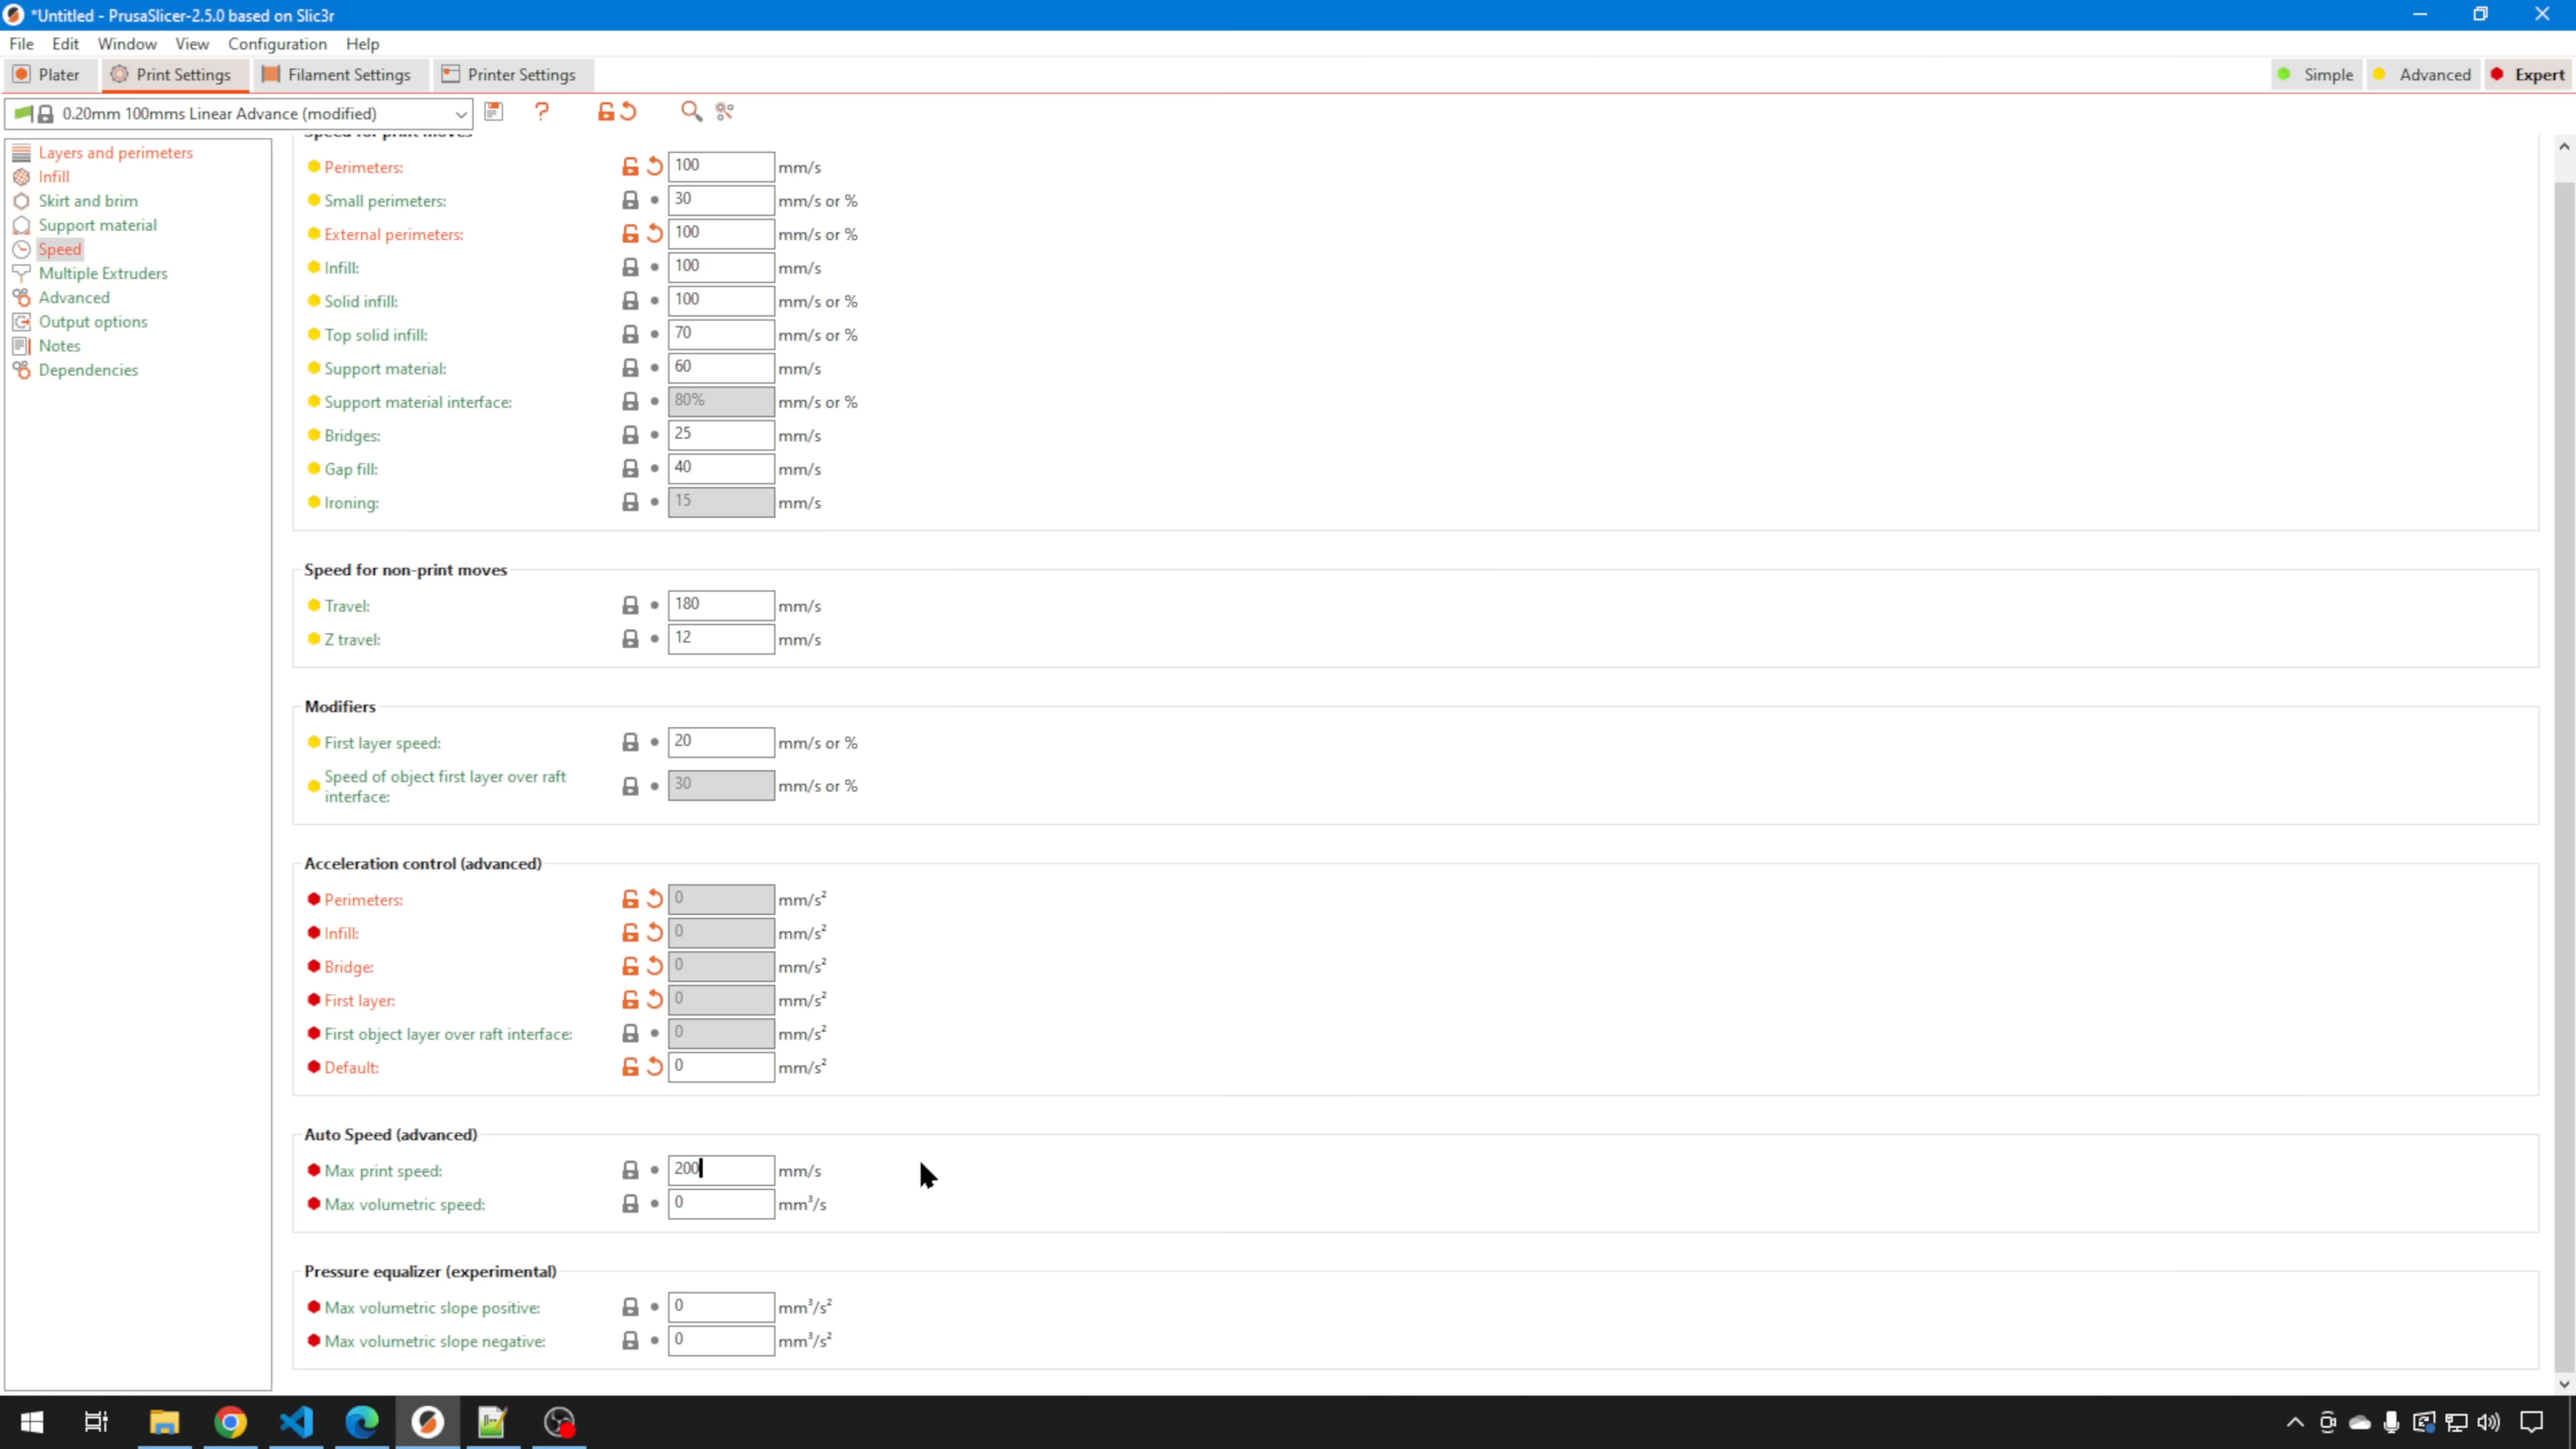 *Untitled - PrusaSlicer-2.5.0 based on Slic3r
File Edit Window View Configuration Help
Plater Print Settings Filament Settings Printer Settings Simple Advanced Expert
0.20mm 100mms Linear Advance (modified) ?
Layers and perimeters
Infill
Skirt and brim
Support material
Speed
Multiple Extruders
Advanced
Output options
Notes
Dependencies
Speed for print moves
Perimeters: 100 mm/s
Small perimeters: 30 mm/s or %
External perimeters: 100 mm/s or %
Infill: 100 mm/s
Solid infill: 100 mm/s or %
Top solid infill: 70 mm/s or %
Support material: 60 mm/s
Support material interface: 80% mm/s or %
Bridges: 25 mm/s
Gap fill: 40 mm/s
Ironing: 15 mm/s
Speed for non-print moves
Travel: 180 mm/s
Z travel: 12 mm/s
Modifiers
First layer speed: 20 mm/s or %
Speed of object first layer over raft
interface: 30 mm/s or %
Acceleration control (advanced)
Perimeters: 0 mm/s²
Infill: 0 mm/s²
Bridge: 0 mm/s²
First layer: 0 mm/s²
First object layer over raft interface: 0 mm/s²
Default: 0 mm/s²
Auto Speed (advanced)
Max print speed: 200 mm/s
Max volumetric speed: 0 mm³/s
Pressure equalizer (experimental)
Max volumetric slope positive: 0 mm³/s²
Max volumetric slope negative: 0 mm³/s²